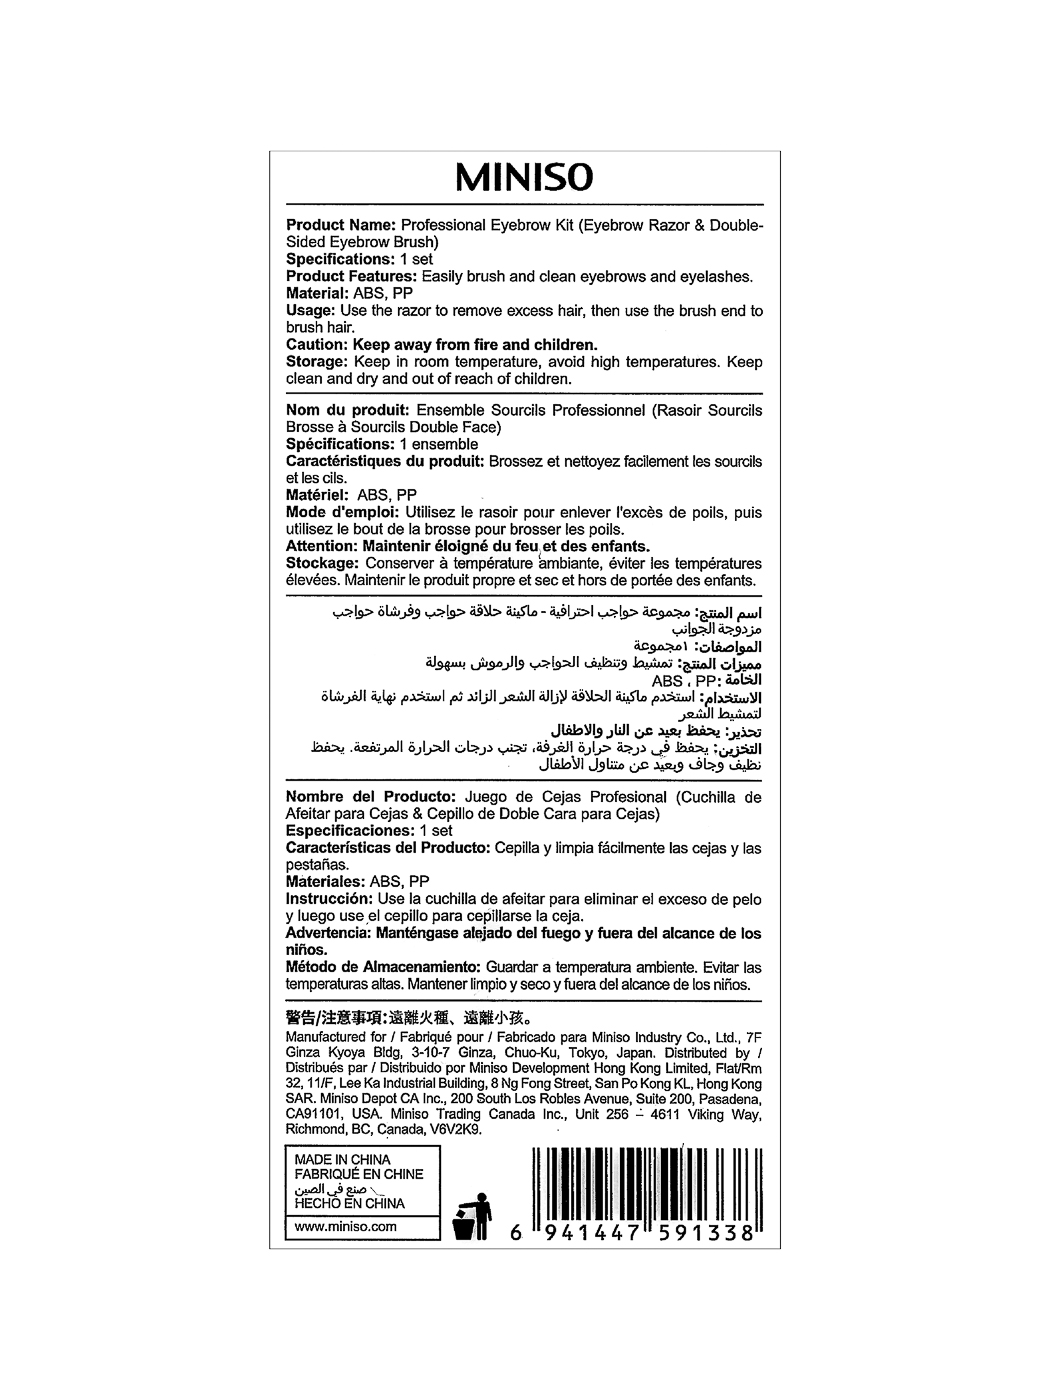 MINISO
Product Name: Professional Eyebrow Kit (Eyebrow Razor & Double-
Sided Eyebrow Brush)
Specifications: 1 set
Product Features: Easily brush and clean eyebrows and eyelashes.
Material: ABS, PP
Usage: Use the razor to remove excess hair, then use the brush end to
brush hair.
Caution: Keep away from fire and children.
Storage: Keep in room temperature, avoid high temperatures. Keep
clean and dry and out of reach of children.
Nom du produit: Ensemble Sourcils Professionnel (Rasoir Sourcils
Brosse à Sourcils Double Face)
Spécifications: 1 ensemble
Caractéristiques du produit: Brossez et nettoyez facilement les sourcils
et les cils.
Matériel: ABS, PP
Mode d'emploi: Utilisez le rasoir pour enlever l'excès de poils, puis
utilisez le bout de la brosse pour brosser les poils.
Attention: Maintenir éloigné du feu et des enfants.
Stockage: Conserver à température ambiante, éviter les températures
élevées. Maintenir le produit propre et sec et hors de portée des enfants.
اسم المنتج: مجموعة حواجب احترافية - ماكينة حلاقة حواجب وفرشاة حواجب
مزدوجة الجوانب
المواصفات: ١مجموعة
مميزات المنتج: تمشيط وتنظيف الحواجب والرموش بسهولة
الخامة: ABS ، PP
الاستخدام: استخدم ماكينة الحلاقة لإزالة الشعر الزائد ثم استخدم نهاية الفرشاة
لتمشيط الشعر
تحذير: يحفظ بعيد عن النار والاطفال
التخزين: يحفظ في درجة حرارة الغرفة، تجنب درجات الحرارة المرتفعة. يحفظ
نظيف وجاف وبعيد عن متناول الأطفال
Nombre del Producto: Juego de Cejas Profesional (Cuchilla de
Afeitar para Cejas & Cepillo de Doble Cara para Cejas)
Especificaciones: 1 set
Características del Producto: Cepilla y limpia fácilmente las cejas y las
pestañas.
Materiales: ABS, PP
Instrucción: Use la cuchilla de afeitar para eliminar el exceso de pelo
y luego use el cepillo para cepillarse la ceja.
Advertencia: Manténgase alejado del fuego y fuera del alcance de los
niños.
Método de Almacenamiento: Guardar a temperatura ambiente. Evitar las
temperaturas altas. Mantener limpio y seco y fuera del alcance de los niños.
警告/注意事項:遠離火種、遠離小孩。
Manufactured for / Fabriqué pour / Fabricado para Miniso Industry Co., Ltd., 7F
Ginza Kyoya Bldg, 3-10-7 Ginza, Chuo-Ku, Tokyo, Japan. Distributed by /
Distribués par / Distribuido por Miniso Development Hong Kong Limited, Flat/Rm
32, 11/F, Lee Ka Industrial Building, 8 Ng Fong Street, San Po Kong KL, Hong Kong
SAR. Miniso Depot CA Inc., 200 South Los Robles Avenue, Suite 200, Pasadena,
CA91101, USA. Miniso Trading Canada Inc., Unit 256 – 4611 Viking Way,
Richmond, BC, Canada, V6V2K9.
MADE IN CHINA
FABRIQUÉ EN CHINE
صنع في الصين
HECHO EN CHINA
www.miniso.com
6 941447 591338